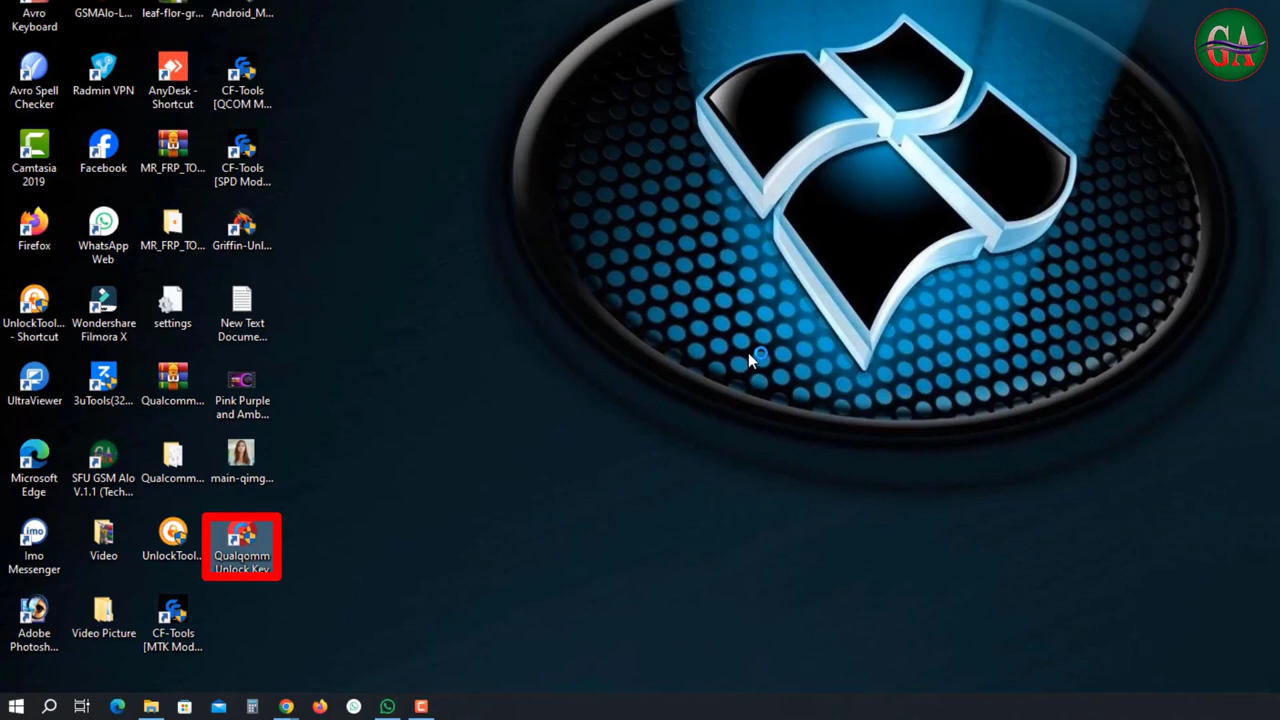 Avro
Keyboard
GSMAlo-L...
leaf-flor-gr...
Android_M...
Avro Spell
Checker
Radmin VPN
AnyDesk -
Shortcut
CF-Tools
[QCOM M...
Camtasia
2019
Facebook
MR_FRP_TO...
CF-Tools
[SPD Mod...
Firefox
WhatsApp
Web
MR_FRP_TO...
Griffin-Unl...
UnlockTool...
- Shortcut
Wondershare
Filmora X
settings
New Text
Docume...
UltraViewer
3uTools(32...
Qualcomm...
Pink Purple
and Amb...
Microsoft
Edge
SFU GSM Alo
V.1.1 (Tech...
Qualcomm...
main-qimg...
imo
Imo
Messenger
Video
UnlockTool...
Qualqomm
Unlock Key
Adobe
Photosh...
Video Picture
CF-Tools
[MTK Mod...
GA